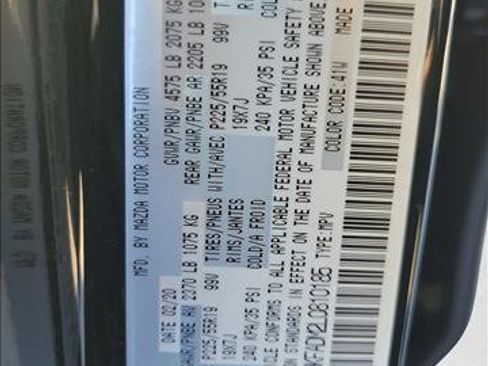 MFD. BY MAZDA MOTOR CORPORATION
DATE 02/20 GVWR/PNBV 4575 LB 2075 KG
GAWR/PNBE AV 2370 LB 1075 KG REAR GAWR/PNBE AR 2205 LB
P225/55R19 99V TIRES/PNEUS WITH/AVEC P225/55R19 99V
19X7J RIMS/JANTES 19X7J
240 KPA/35 PSI COLD/A FROID 240 KPA/35 PSI
CONFORMS TO ALL APPLICABLE FEDERAL MOTOR VEHICLE SAFETY
STANDARDS IN EFFECT ON THE DATE OF MANUFACTURE SHOWN ABOVE
TYPE:MPV COLOR CODE:41W MADE